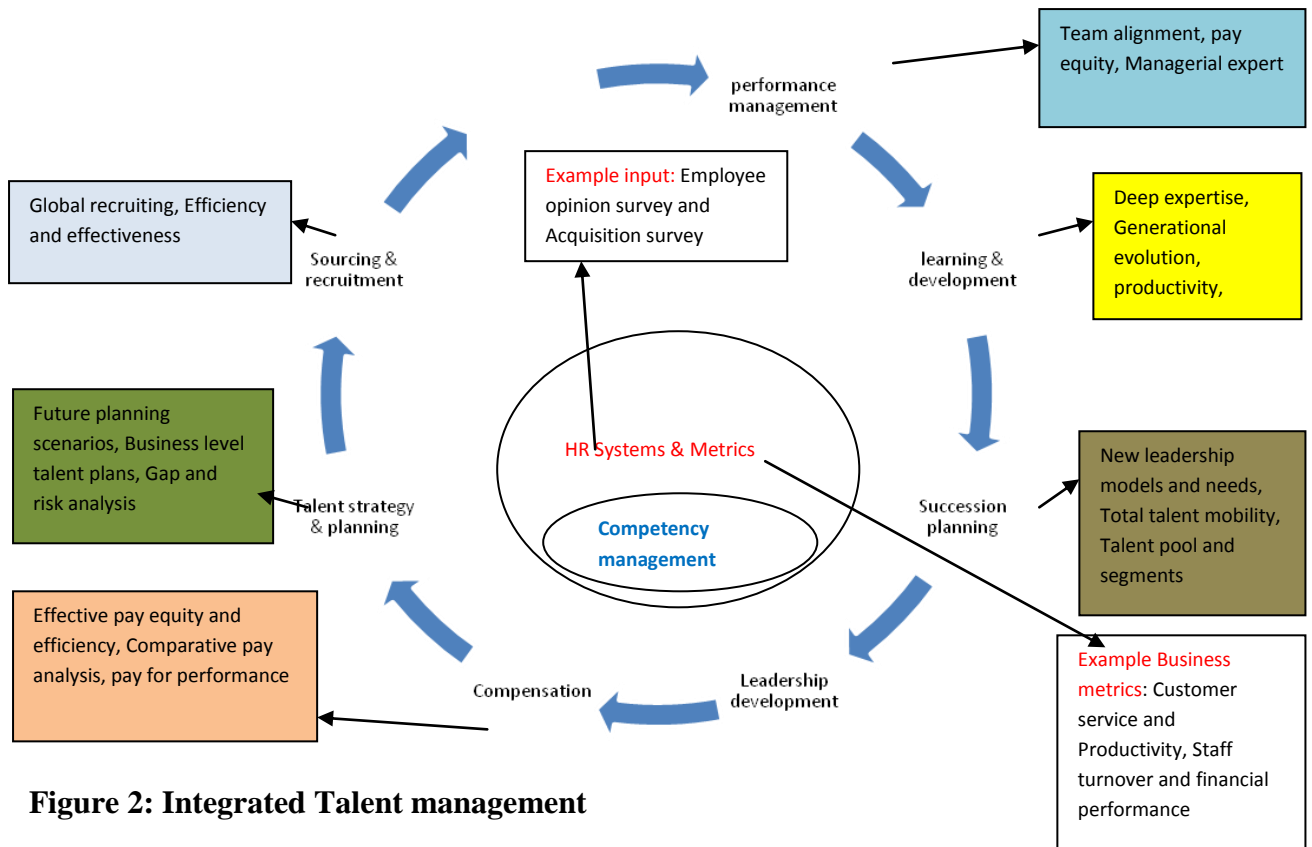 performance
management
Team alignment, pay
equity, Managerial expert
Example input: Employee
opinion survey and
Acquisition survey
Global recruiting, Efficiency
and effectiveness
Sourcing &
recruitment
learning &
development
Deep expertise,
Generational
evolution,
productivity,
HR Systems & Metrics
Competency
management
Future planning
scenarios, Business level
talent plans, Gap and
risk analysis
Talent strategy
& planning
Succession
planning
New leadership
models and needs,
Total talent mobility,
Talent pool and
segments
Effective pay equity and
efficiency, Comparative pay
analysis, pay for performance
Compensation
Leadership
development
Example Business
metrics: Customer
service and
Productivity, Staff
turnover and financial
performance
Figure 2: Integrated Talent management